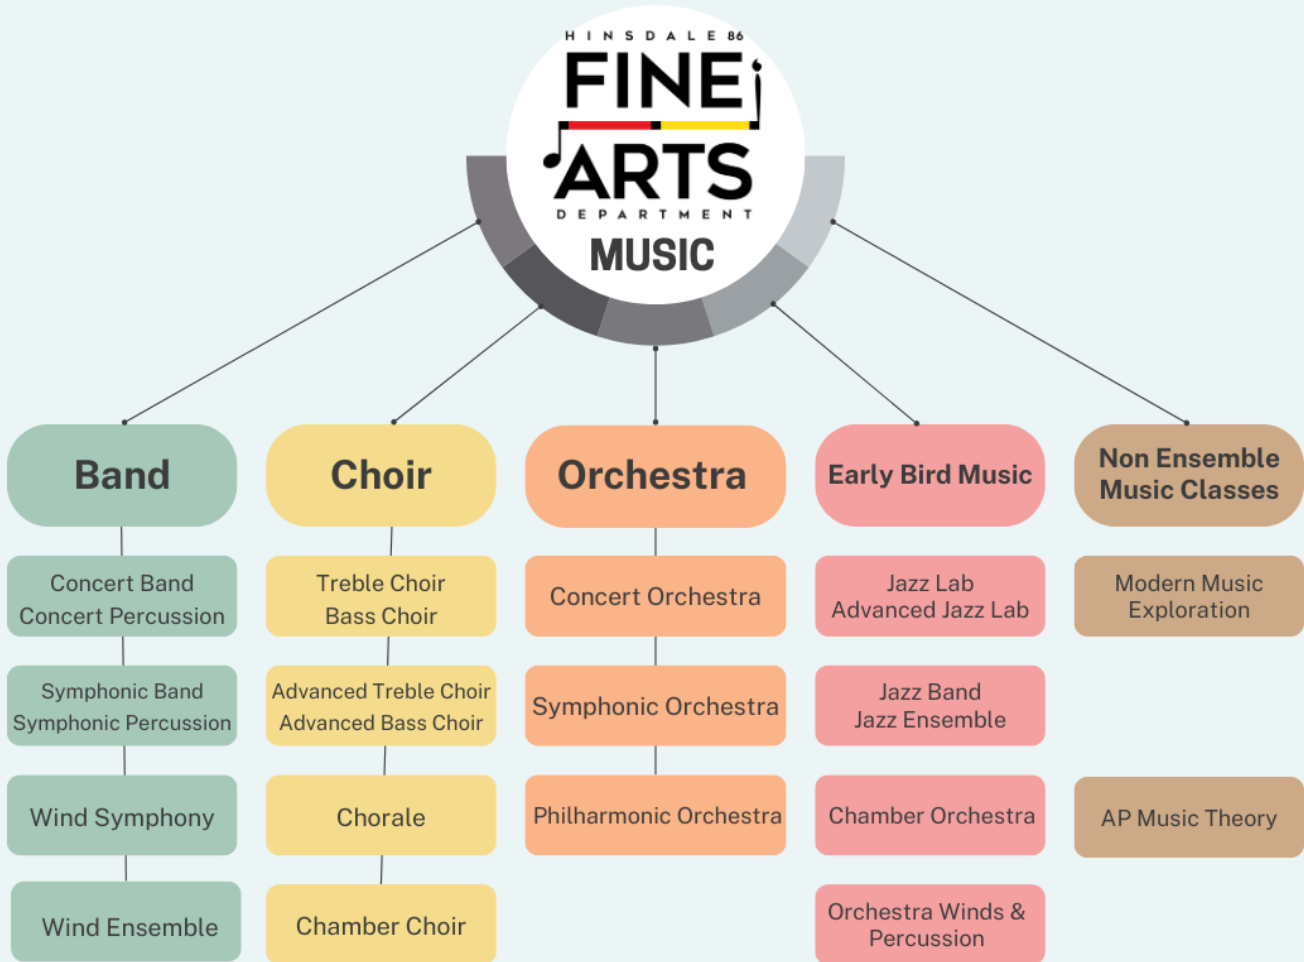 HINSDALE 86
FINE
ARTS
DEPARTMENT
MUSIC
Band
Concert Band
Concert Percussion
Symphonic Band
Symphonic Percussion
Wind Symphony
Wind Ensemble
Choir
Treble Choir
Bass Choir
Advanced Treble Choir
Advanced Bass Choir
Chorale
Chamber Choir
Orchestra
Concert Orchestra
Symphonic Orchestra
Philharmonic Orchestra
Early Bird Music
Jazz Lab
Advanced Jazz Lab
Jazz Band
Jazz Ensemble
Chamber Orchestra
Orchestra Winds &
Percussion
Non Ensemble
Music Classes
Modern Music
Exploration
AP Music Theory